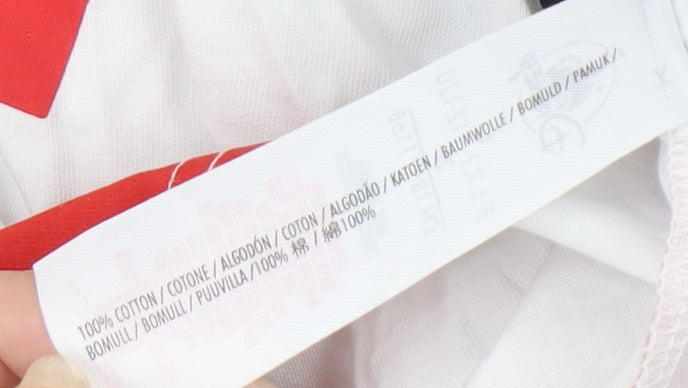 100% COTTON / COTONE / ALGODÓN / COTON / ALGODÃO / KATOEN / BAUMWOLLE / BOMULD / PAMUK /
BOMULL / BOMULL / PUUVILLA /100% 棉 / 綿100%